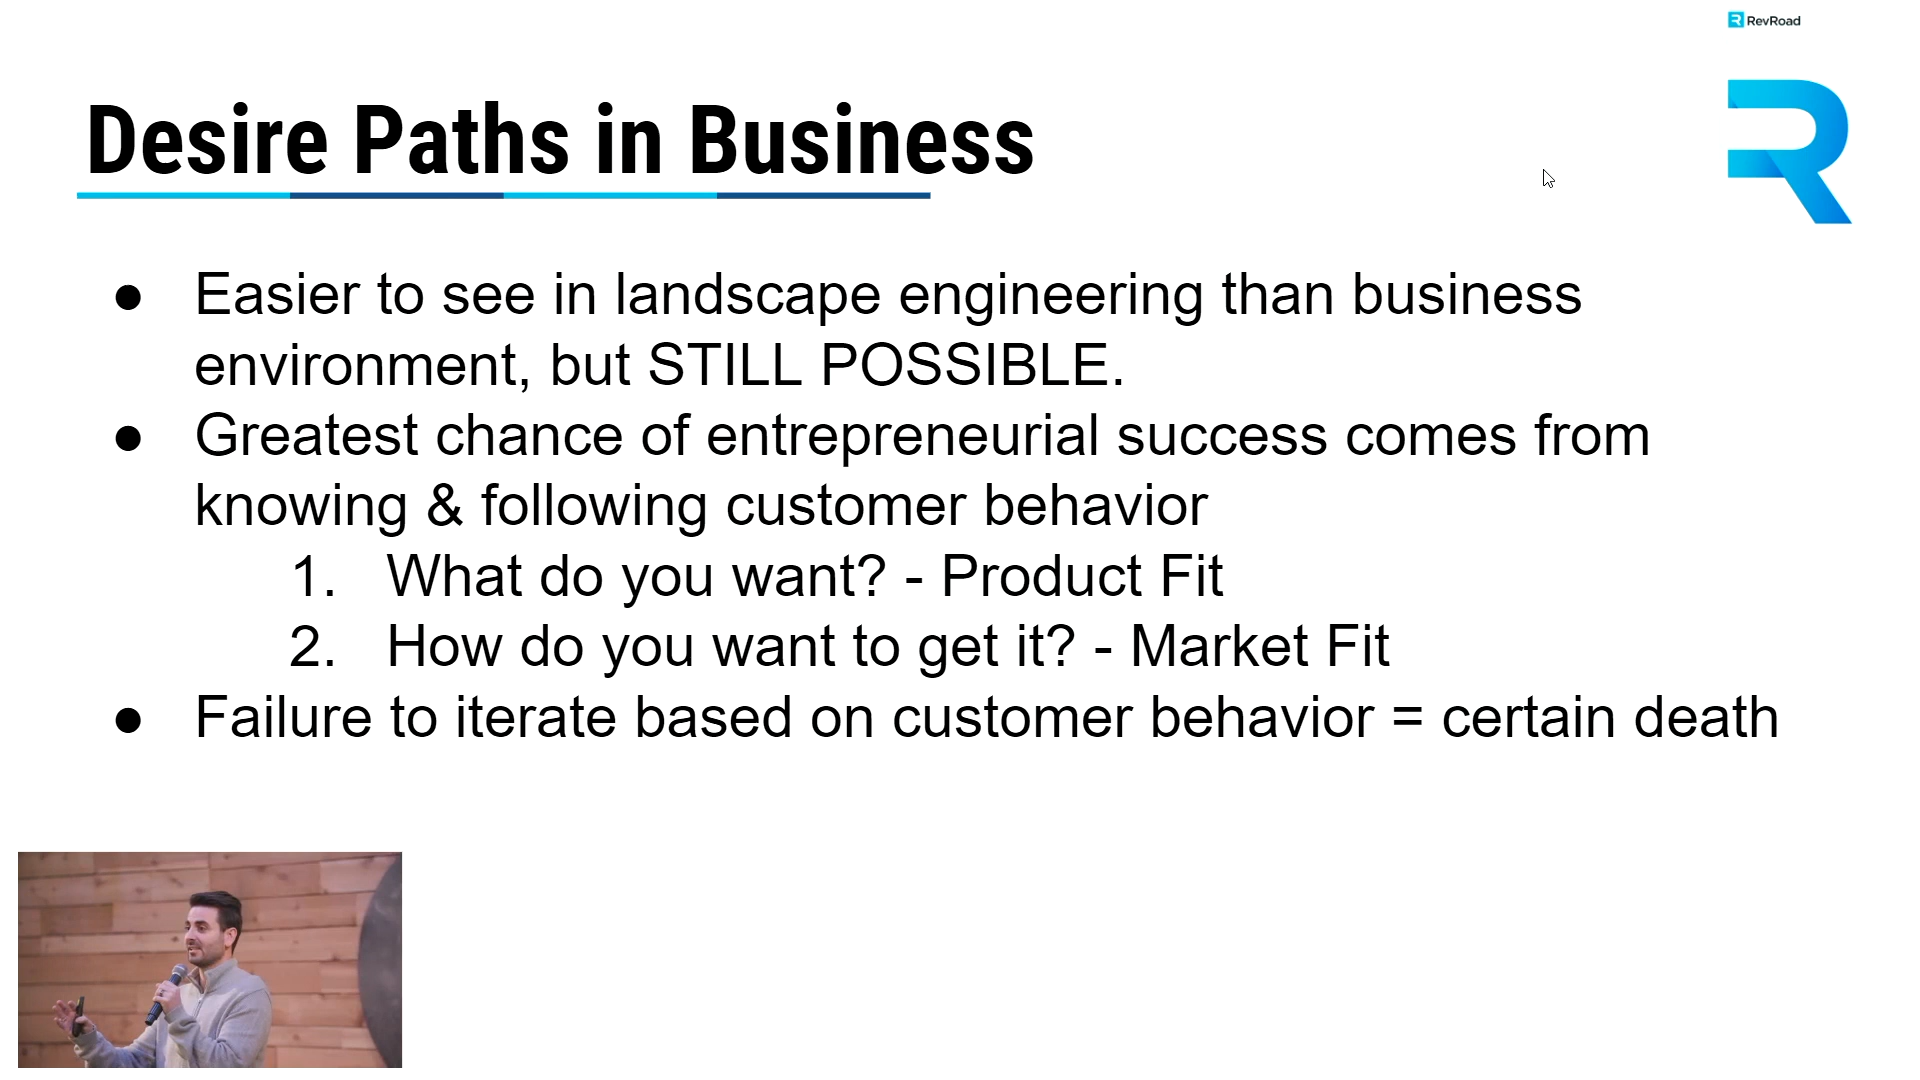 RevRoad
Desire Paths in Business
● Easier to see in landscape engineering than business
environment, but STILL POSSIBLE.
● Greatest chance of entrepreneurial success comes from
knowing & following customer behavior
1. What do you want? - Product Fit
2. How do you want to get it? - Market Fit
● Failure to iterate based on customer behavior = certain death